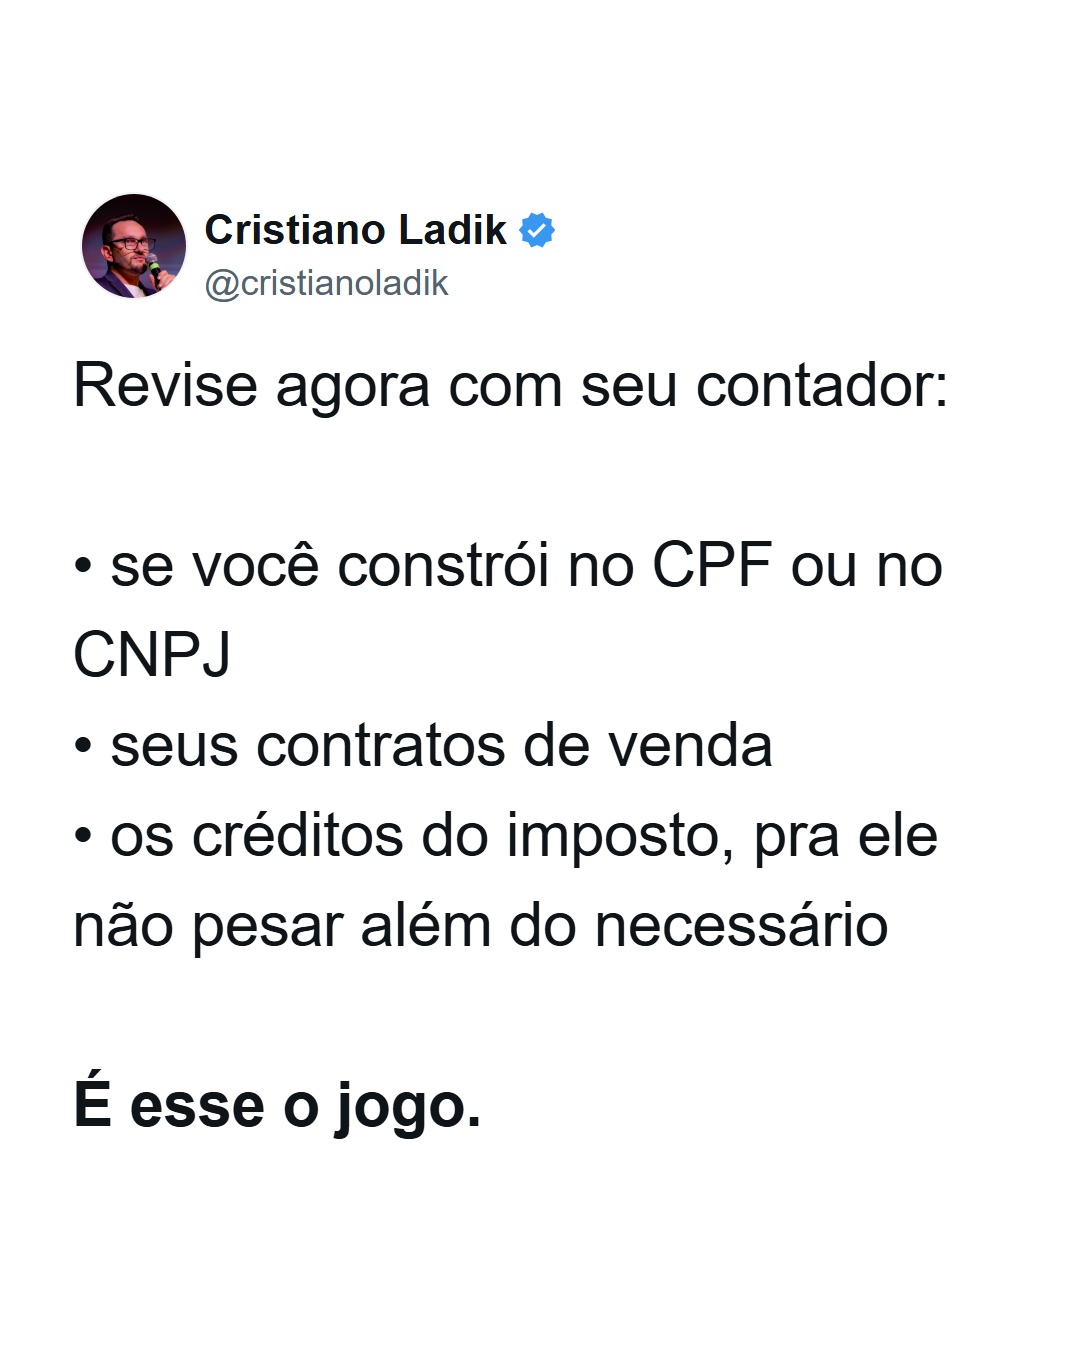 Cristiano Ladik
@cristianoladik
Revise agora com seu contador:
• se você constrói no CPF ou no
CNPJ
• seus contratos de venda
• os créditos do imposto, pra ele
não pesar além do necessário
É esse o jogo.